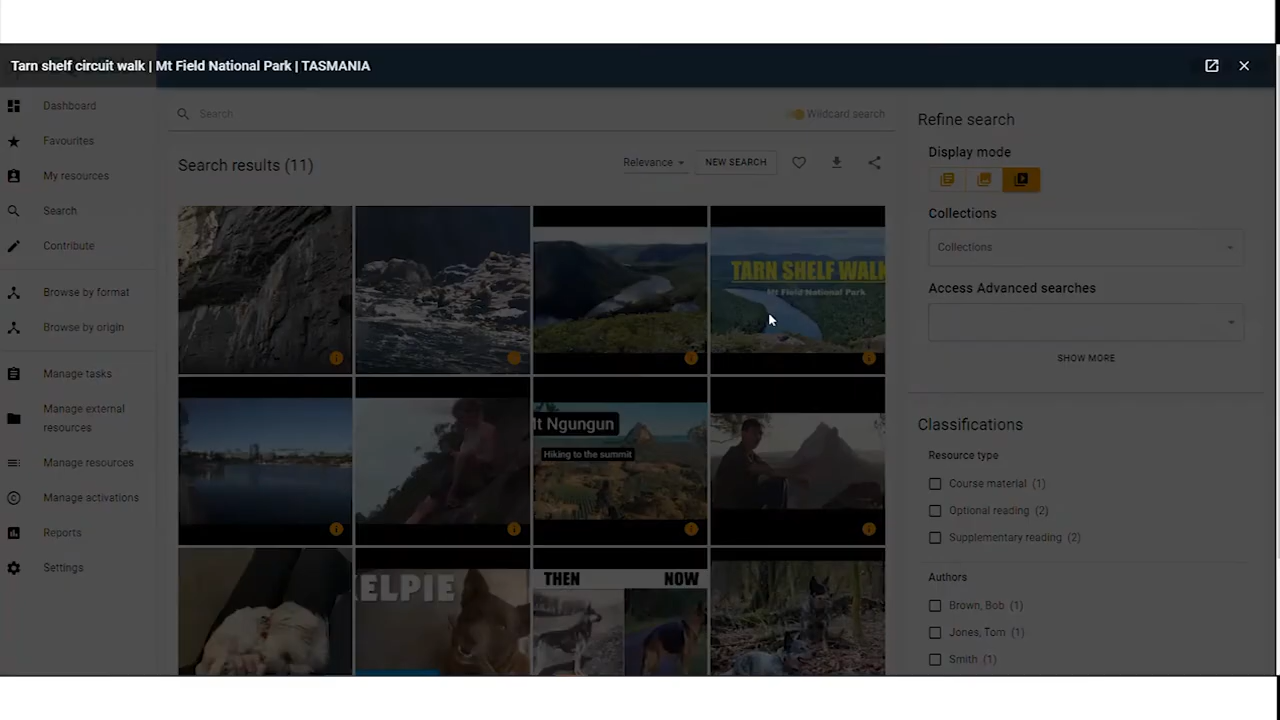 Tarn shelf circuit walk | Mt Field National Park | TASMANIA
Dashboard
Favourites
My resources
Search
Contribute
Browse by format
Browse by origin
Manage tasks
Manage external
resources
Manage resources
Manage activations
Reports
Settings
Search
Wildcard search
Search results (11)
Relevance
NEW SEARCH
TARN SHELF WALK
Mt Field National Park
It Ngungun
Hiking to the summit
ELPIE
THEN NOW
Refine search
Display mode
Collections
Collections
Access Advanced searches
SHOW MORE
Classifications
Resource type
Course material (1)
Optional reading (2)
Supplementary reading (2)
Authors
Brown, Bob (1)
Jones, Tom (1)
Smith (1)